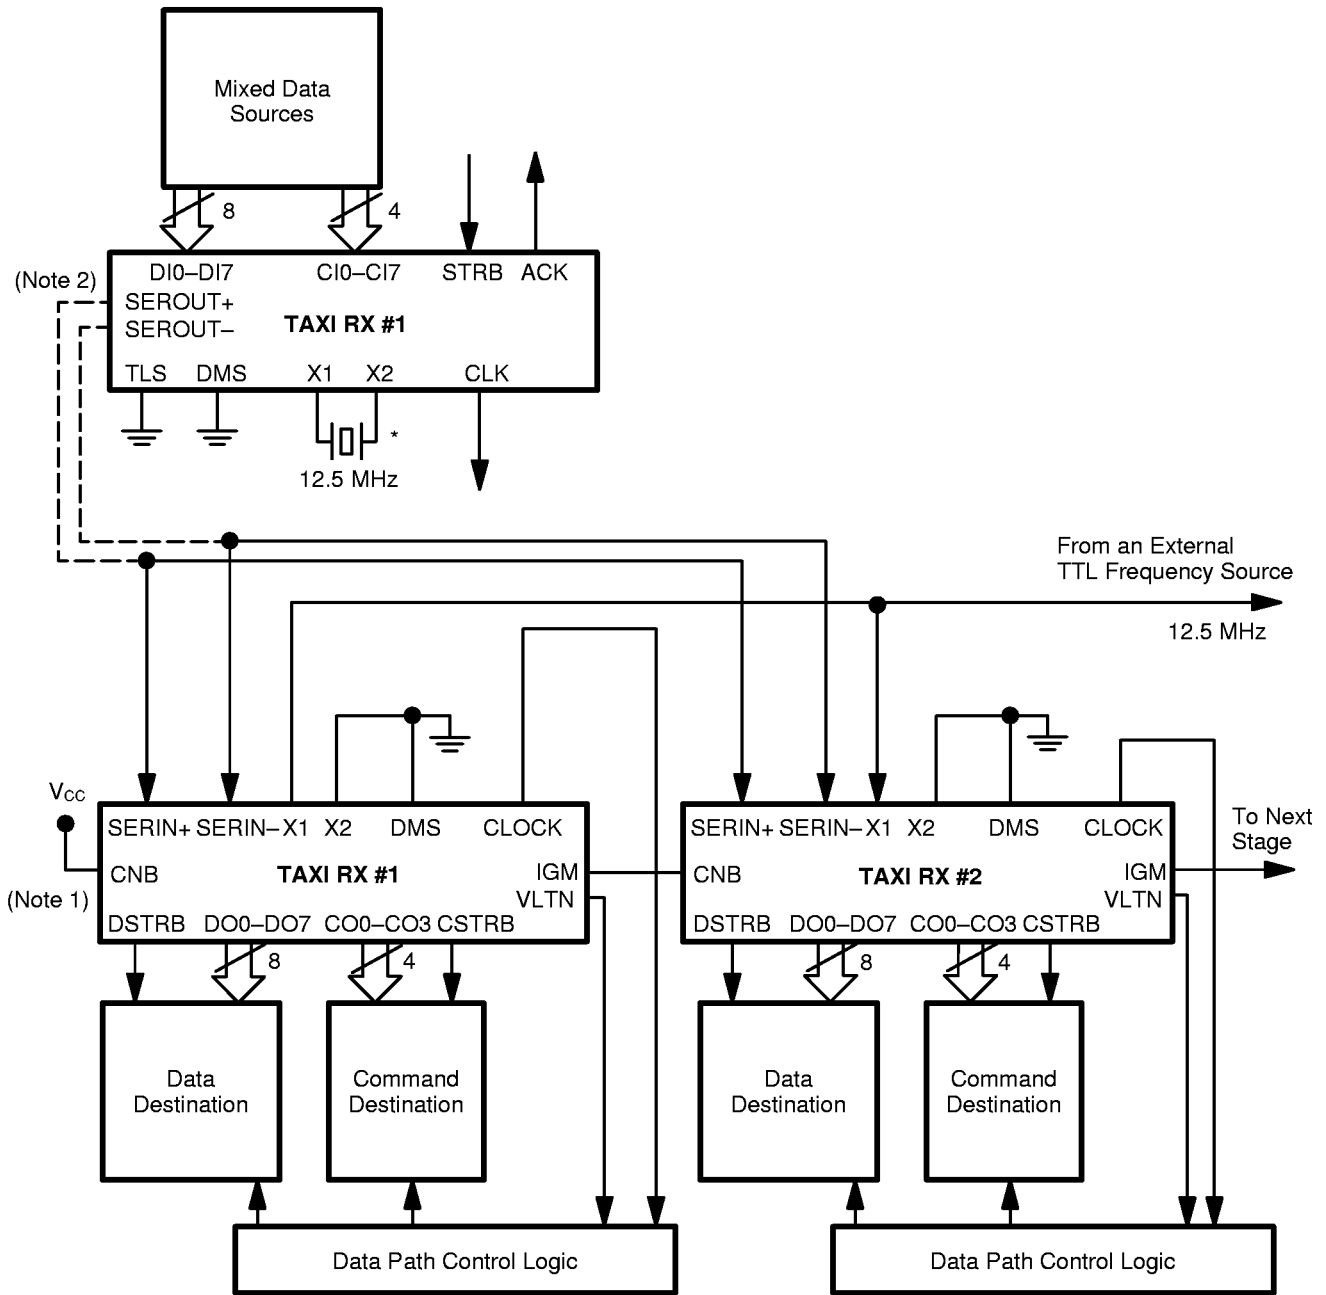 Mixed Data
Sources
8
4
(Note 2)
DI0–DI7 CI0–CI7 STRB ACK
SEROUT+
SEROUT–
TAXI RX #1
TLS DMS X1 X2 CLK
*
12.5 MHz
From an External
TTL Frequency Source
12.5 MHz
VCC
SERIN+ SERIN– X1 X2 DMS CLOCK
CNB TAXI RX #1 IGM
VLTN
(Note 1)
DSTRB DO0–DO7 CO0–CO3 CSTRB
8
4
Data
Destination
Command
Destination
Data Path Control Logic
SERIN+ SERIN– X1 X2 DMS CLOCK
CNB TAXI RX #2 IGM
VLTN
To Next
Stage
DSTRB DO0–DO7 CO0–CO3 CSTRB
8
4
Data
Destination
Command
Destination
Data Path Control Logic